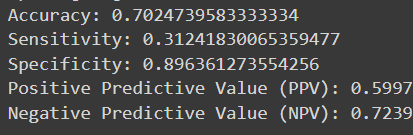 Accuracy: 0.7024739583333334
Sensitivity: 0.31241830065359477
Specificity: 0.896361273554256
Positive Predictive Value (PPV): 0.5997
Negative Predictive Value (NPV): 0.7239